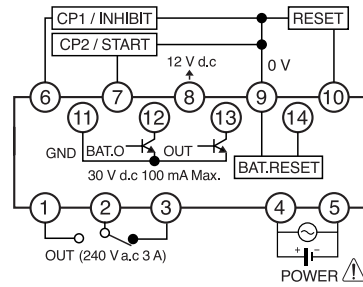 CP1 / INHIBIT
RESET
CP2 / START
12 V d.c
0 V
6
7
8
9
10
11
12
13
14
GND
BAT.O
OUT
BAT.RESET
30 V d.c 100 mA Max.
1
2
3
4
5
OUT (240 V a.c 3 A)
+
−
POWER